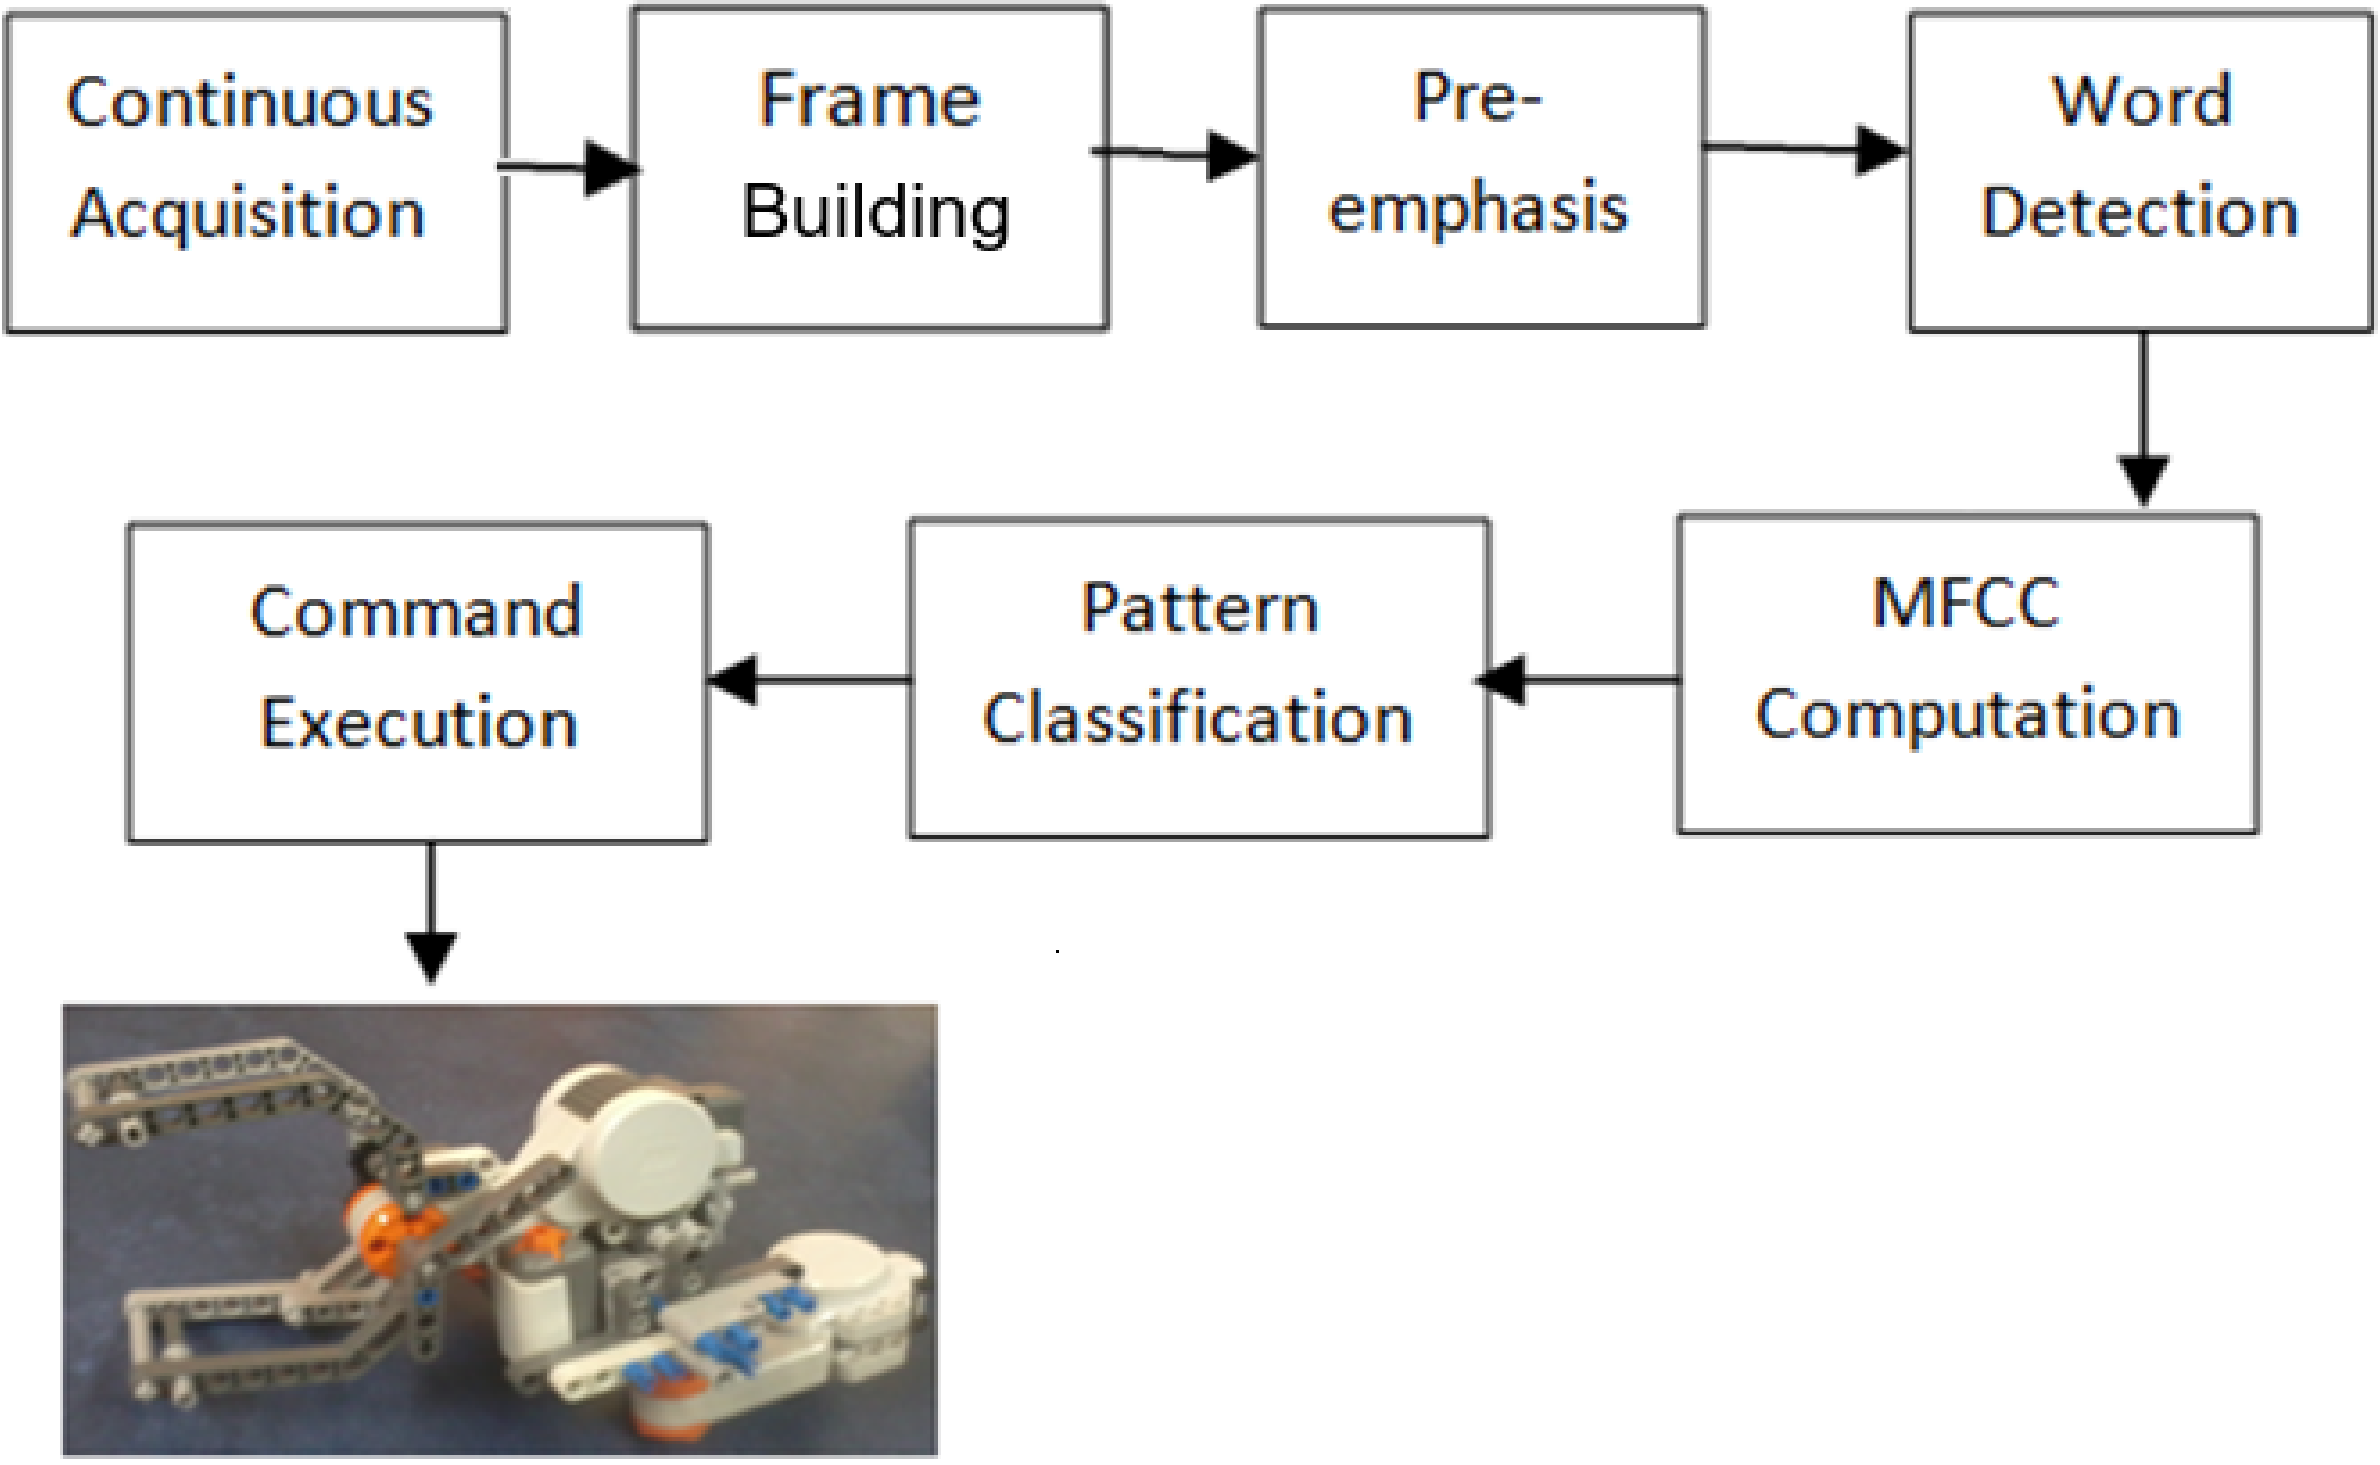 Continuous
Acquisition
Frame
Building
Pre-
emphasis
Word
Detection
MFCC
Computation
Pattern
Classification
Command
Execution